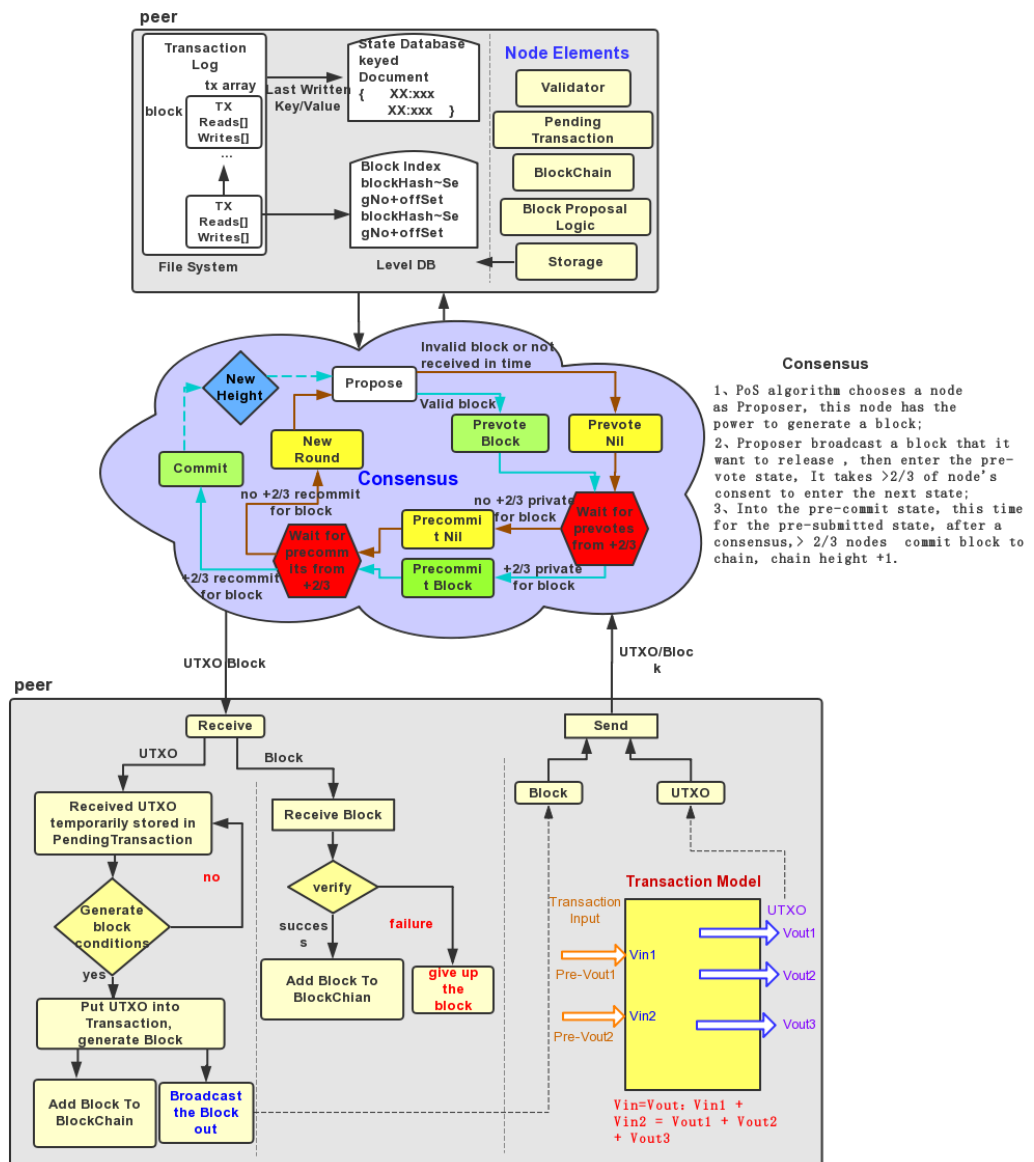 peer
Transaction
Log
tx array
block
TX
Reads[]
Writes[]
...
TX
Reads[]
Writes[]
File System
Last Written
Key/Value
State Database
keyed
Document
{ XX:xxx
XX:xxx }
Block Index
blockHash~Se
gNo+offSet
blockHash~Se
gNo+offSet
Level DB
Node Elements
Validator
Pending
Transaction
BlockChain
Block Proposal
Logic
Storage
Invalid block or not
received in time
New
Height
Propose
Valid block
Prevote
Block
Prevote
Nil
New
Round
Commit
Consensus
no +2/3 recommit
for block
Wait for
precomm
its from
+2/3
+2/3 recommit
for block
Precommi
t Nil
no +2/3 private
for block
Wait for
prevotes
from +2/3
Precommi
t Block
+2/3 private
for block
Consensus
1、PoS algorithm chooses a node
as Proposer, this node has the
power to generate a block;
2、Proposer broadcast a block that it
want to release , then enter the pre-
vote state, It takes >2/3 of node's
consent to enter the next state;
3、Into the pre-commit state, this time
for the pre-submitted state, after a
consensus,> 2/3 nodes commit block to
chain, chain height +1.
UTXO Block
UTXO/Bloc
k
peer
Receive
UTXO
Block
Received UTXO
temporarily stored in
PendingTransaction
no
Generate
block
conditions
yes
Put UTXO into
Transaction,
generate Block
Add Block To
BlockChain
Broadcast
the Block
out
Receive Block
verify
succes
s
failure
Add Block To
BlockChian
give up
the
block
Send
Block
UTXO
Transaction Model
Transaction
Input
UTXO
Vin1
Pre-Vout1
Vin2
Pre-Vout2
Vout1
Vout2
Vout3
Vin=Vout: Vin1 +
Vin2 = Vout1 + Vout2
+ Vout3